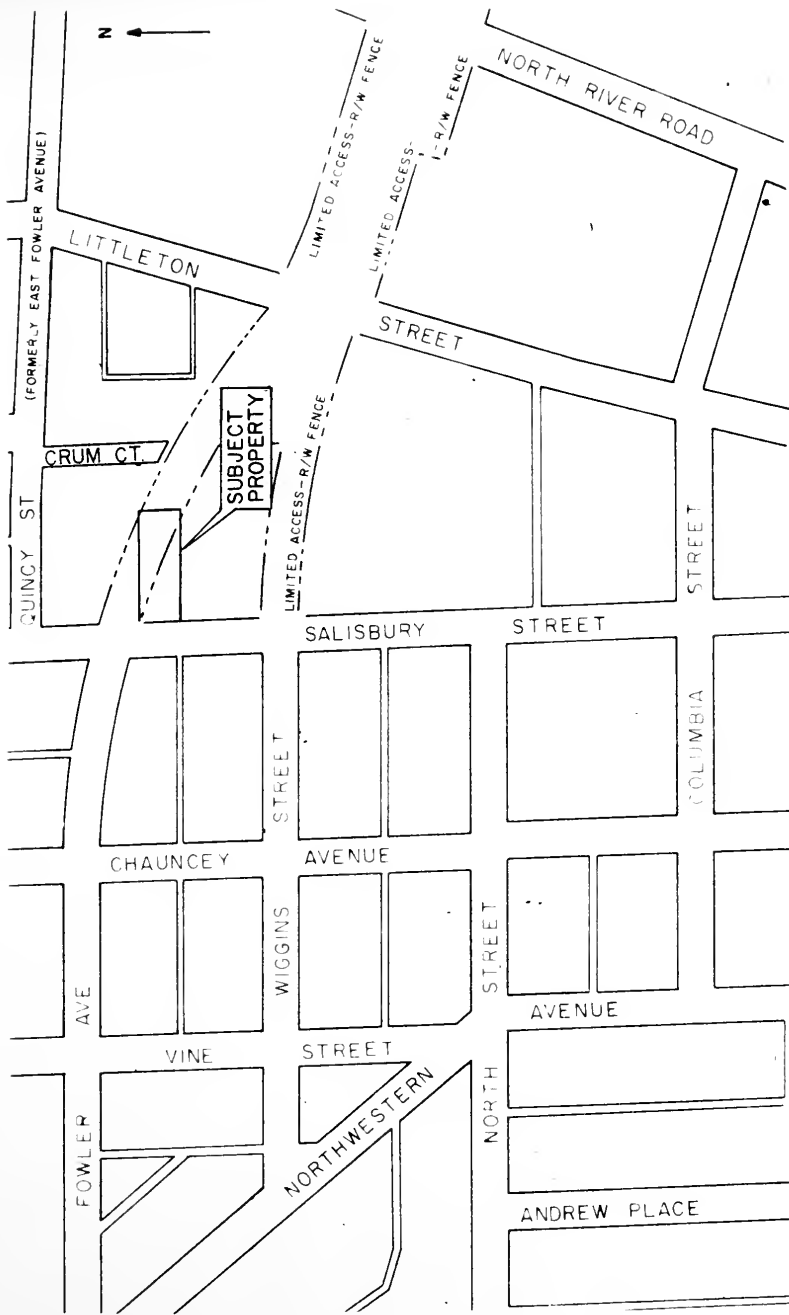 N
NORTH RIVER ROAD
LIMITED ACCESS-R/W FENCE
LIMITED ACCESS-
-R/W FENCE
(FORMERLY EAST FOWLER AVENUE)
LITTLETON
STREET
CRUM CT.
SUBJECT
PROPERTY
QUINCY ST
LIMITED ACCESS-R/W FENCE
SALISBURY
STREET
STREET
STREET
COLUMBIA
CHAUNCEY
AVENUE
WIGGINS
STREET
AVE
FOWLER
VINE
STREET
AVENUE
NORTHWESTERN
NORTH
ANDREW PLACE